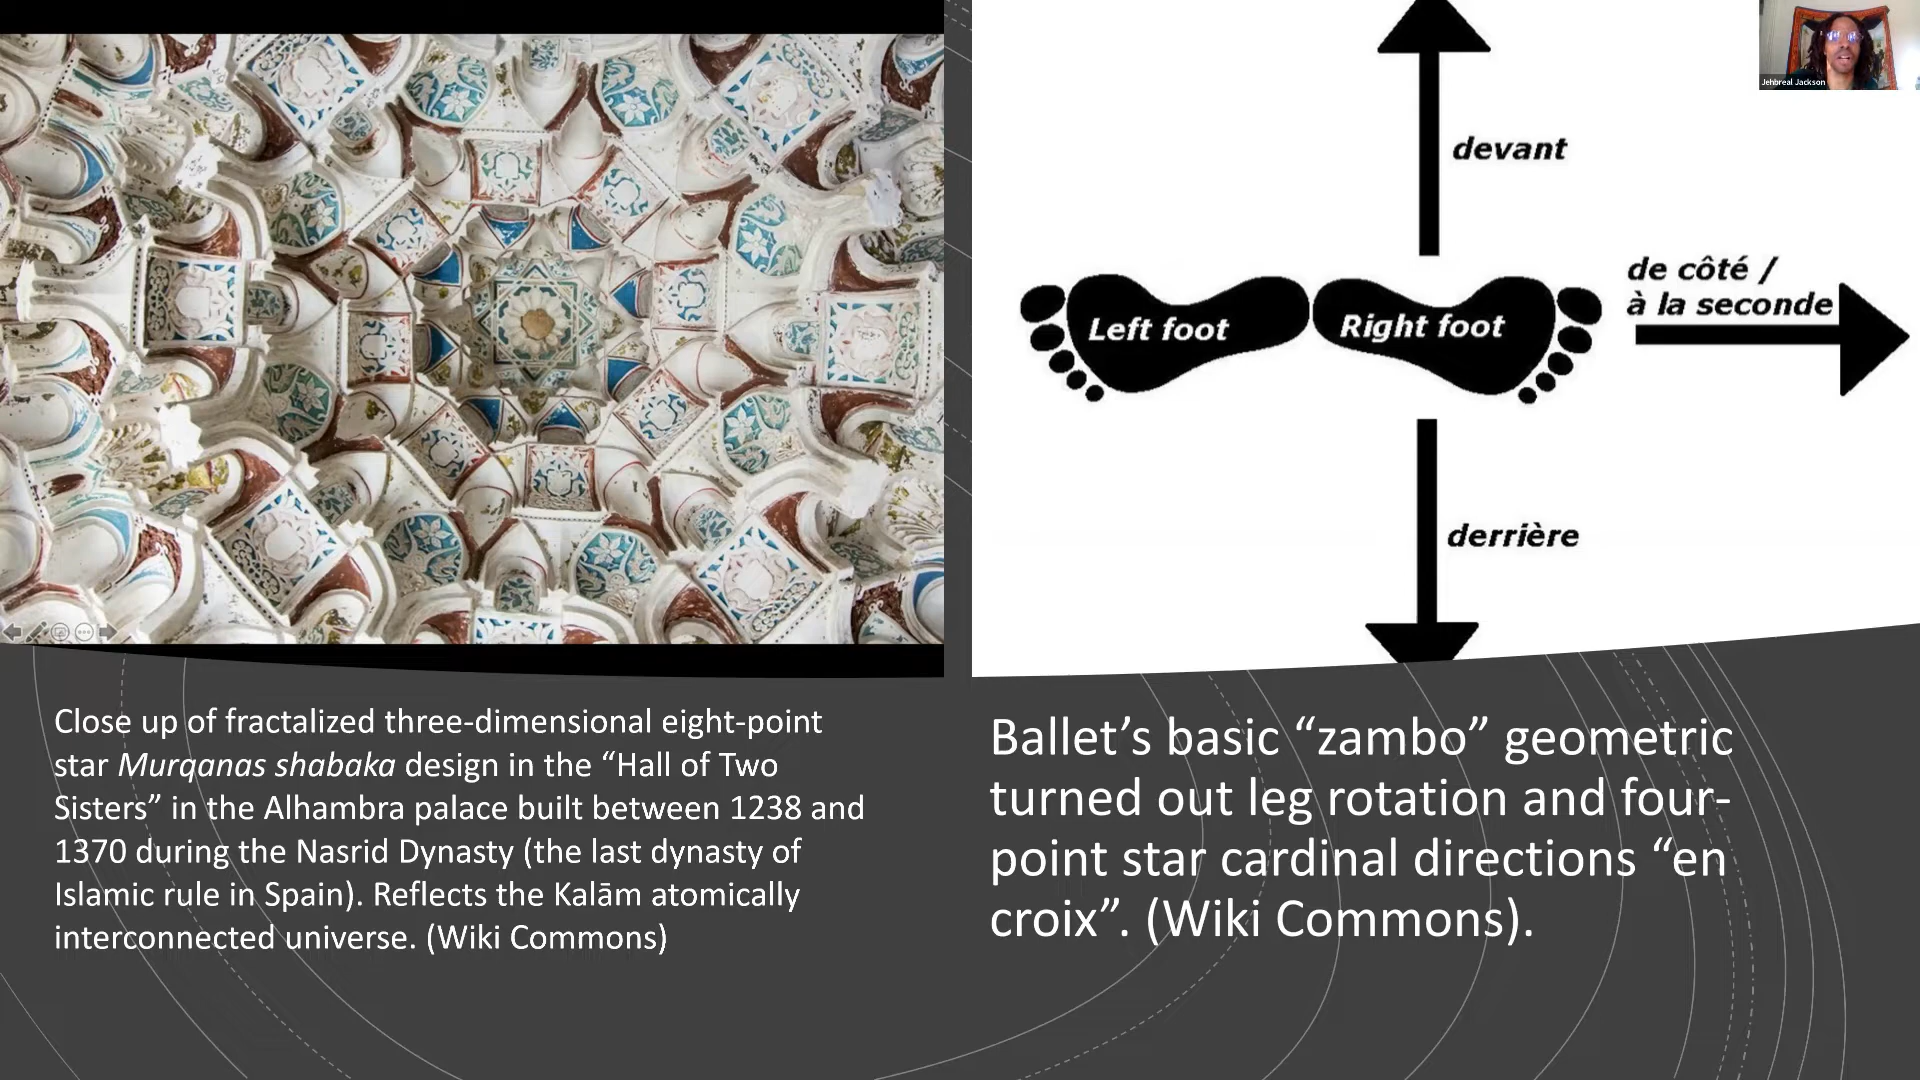 Jehbreal Jackson
devant
de côté /
à la seconde
Left foot
Right foot
derrière
Close up of fractalized three-dimensional eight-point
star Murqanas shabaka design in the “Hall of Two
Sisters” in the Alhambra palace built between 1238 and
1370 during the Nasrid Dynasty (the last dynasty of
Islamic rule in Spain). Reflects the Kalām atomically
interconnected universe. (Wiki Commons)
Ballet’s basic “zambo” geometric
turned out leg rotation and four-
point star cardinal directions “en
croix”. (Wiki Commons).